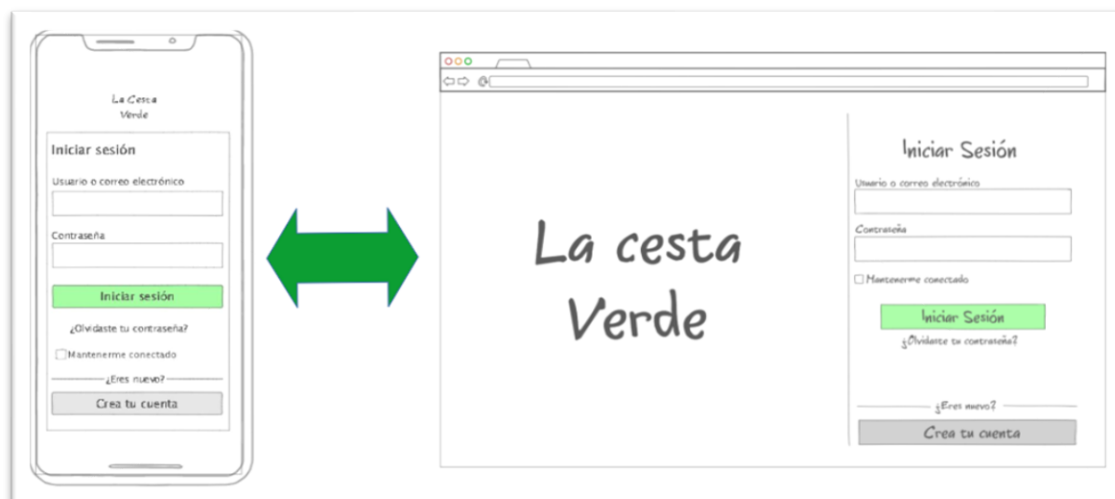 La Cesta
Verde
Iniciar sesión
Usuario o correo electrónico
Contraseña
Iniciar sesión
¿Olvidaste tu contraseña?
Mantenerme conectado
¿Eres nuevo?
Crea tu cuenta
La cesta
Verde
Iniciar Sesión
Usuario o correo electrónico
Contraseña
Mantenerme conectado
Iniciar Sesión
¿Olvidaste tu contraseña?
¿Eres nuevo?
Crea tu cuenta